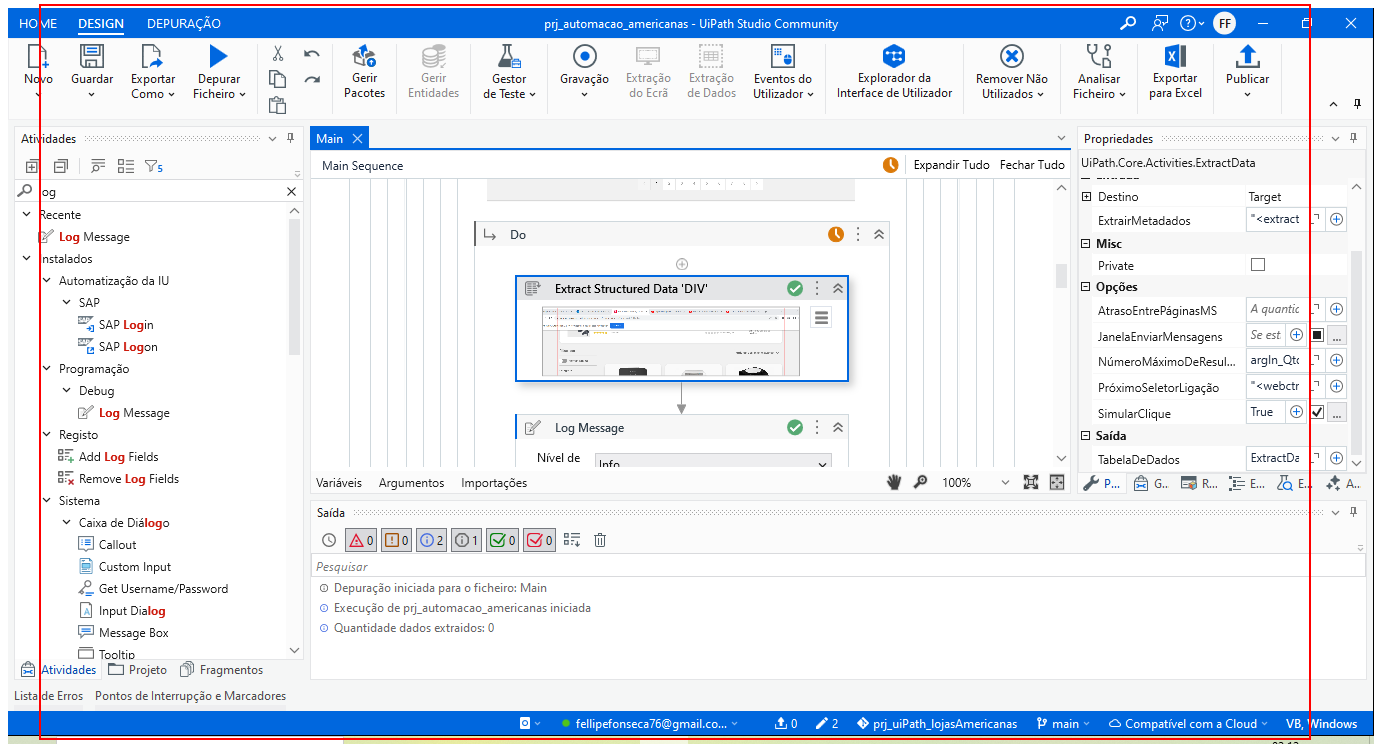 HOME DESIGN DEPURAÇÃO prj_automacao_americanas - UiPath Studio Community FF
Novo Guardar Exportar Como Depurar Ficheiro Gerir Pacotes Gerir Entidades Gestor de Teste Gravação Extração do Ecrã Extração de Dados Eventos do Utilizador Explorador da Interface de Utilizador Remover Não Utilizados Analisar Ficheiro Exportar para Excel Publicar
Atividades
5
log
Recente
Log Message
Instalados
Automatização da IU
SAP
SAP Login
SAP Logon
Programação
Debug
Log Message
Registo
Add Log Fields
Remove Log Fields
Sistema
Caixa de Diálogo
Callout
Custom Input
Get Username/Password
Input Dialog
Message Box
Tooltip
Atividades Projeto Fragmentos
Main
Main Sequence Expandir Tudo Fechar Tudo
Do
Extract Structured Data 'DIV'
Log Message
Nível de
Info
Variáveis Argumentos Importações 100%
Propriedades
UiPath.Core.Activities.ExtractData
Destino Target
ExtrairMetadados "<extract
Misc
Private
Opções
AtrasoEntrePáginasMS A quantic
JanelaEnviarMensagens Se est ...
NúmeroMáximoDeResul... argIn_Qtc
PróximoSeletorLigação "<webctr
SimularClique True ...
Saída
TabelaDeDados ExtractDa
P... G... R... E... E... A...
Saída
0 0 2 1 0 0
Pesquisar
Depuração iniciada para o ficheiro: Main
Execução de prj_automacao_americanas iniciada
Quantidade dados extraidos: 0
Lista de Erros Pontos de Interrupção e Marcadores
fellipefonseca76@gmail.co... 0 2 prj_uiPath_lojasAmericanas main Compatível com a Cloud VB, Windows